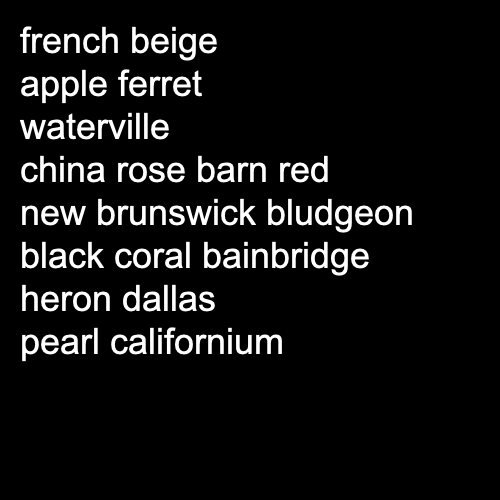 french beige
apple ferret
waterville
china rose barn red
new brunswick bludgeon
black coral bainbridge
heron dallas
pearl californium